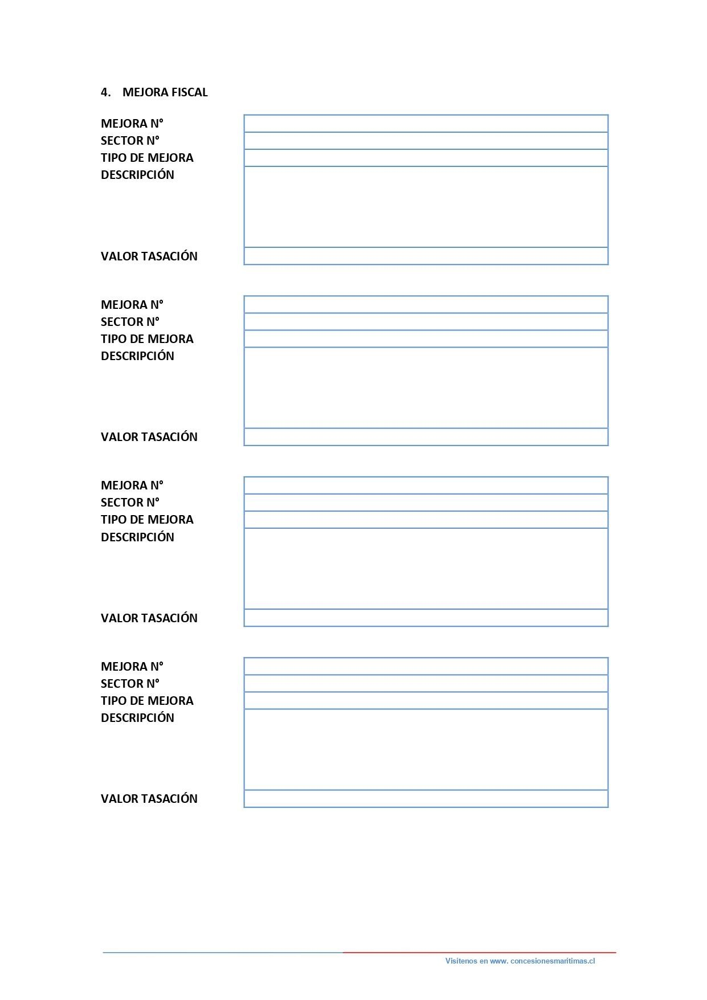 4. MEJORA FISCAL
MEJORA N°
SECTOR N°
TIPO DE MEJORA
DESCRIPCIÓN
VALOR TASACIÓN
MEJORA N°
SECTOR N°
TIPO DE MEJORA
DESCRIPCIÓN
VALOR TASACIÓN
MEJORA N°
SECTOR N°
TIPO DE MEJORA
DESCRIPCIÓN
VALOR TASACIÓN
MEJORA N°
SECTOR N°
TIPO DE MEJORA
DESCRIPCIÓN
VALOR TASACIÓN
Visítenos en www. concesionesmaritimas.cl